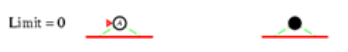 Limit = 0
A